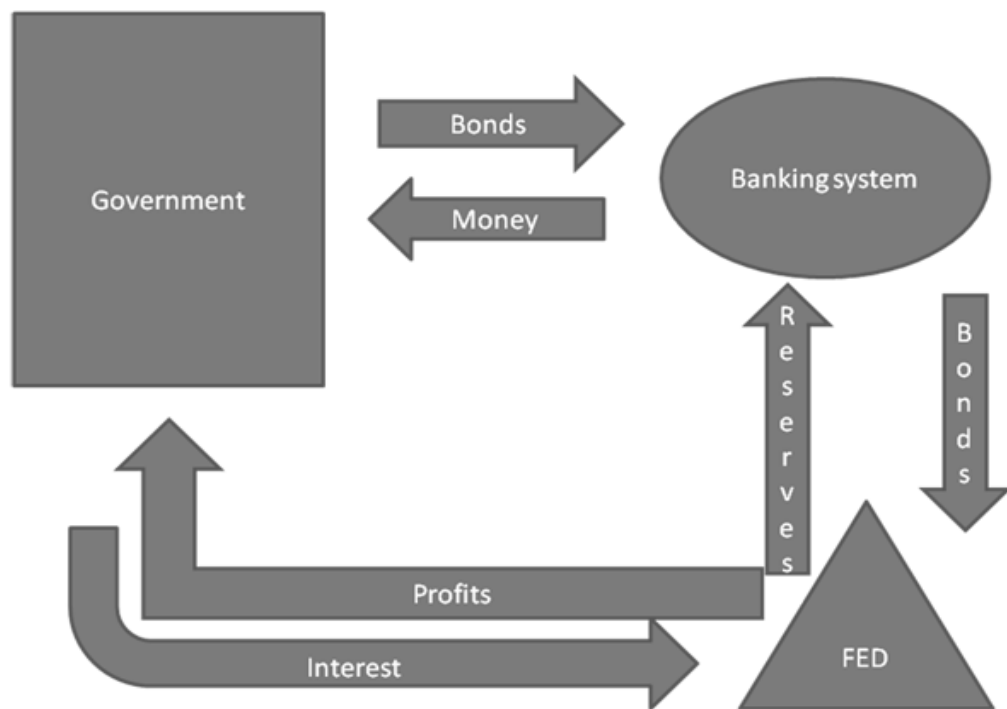 Government
Bonds
Money
Banking system
Reserves
Bonds
Profits
Interest
FED